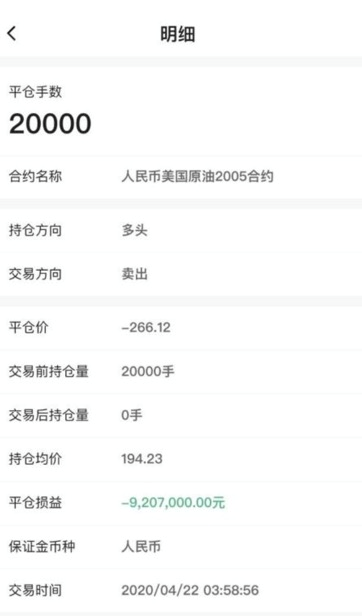 明细
平仓手数
20000
合约名称 人民币美国原油2005合约
持仓方向 多头
交易方向 卖出
平仓价 -266.12
交易前持仓量 20000手
交易后持仓量 0手
持仓均价 194.23
平仓损益 -9,207,000.00元
保证金币种 人民币
交易时间 2020/04/22 03:58:56